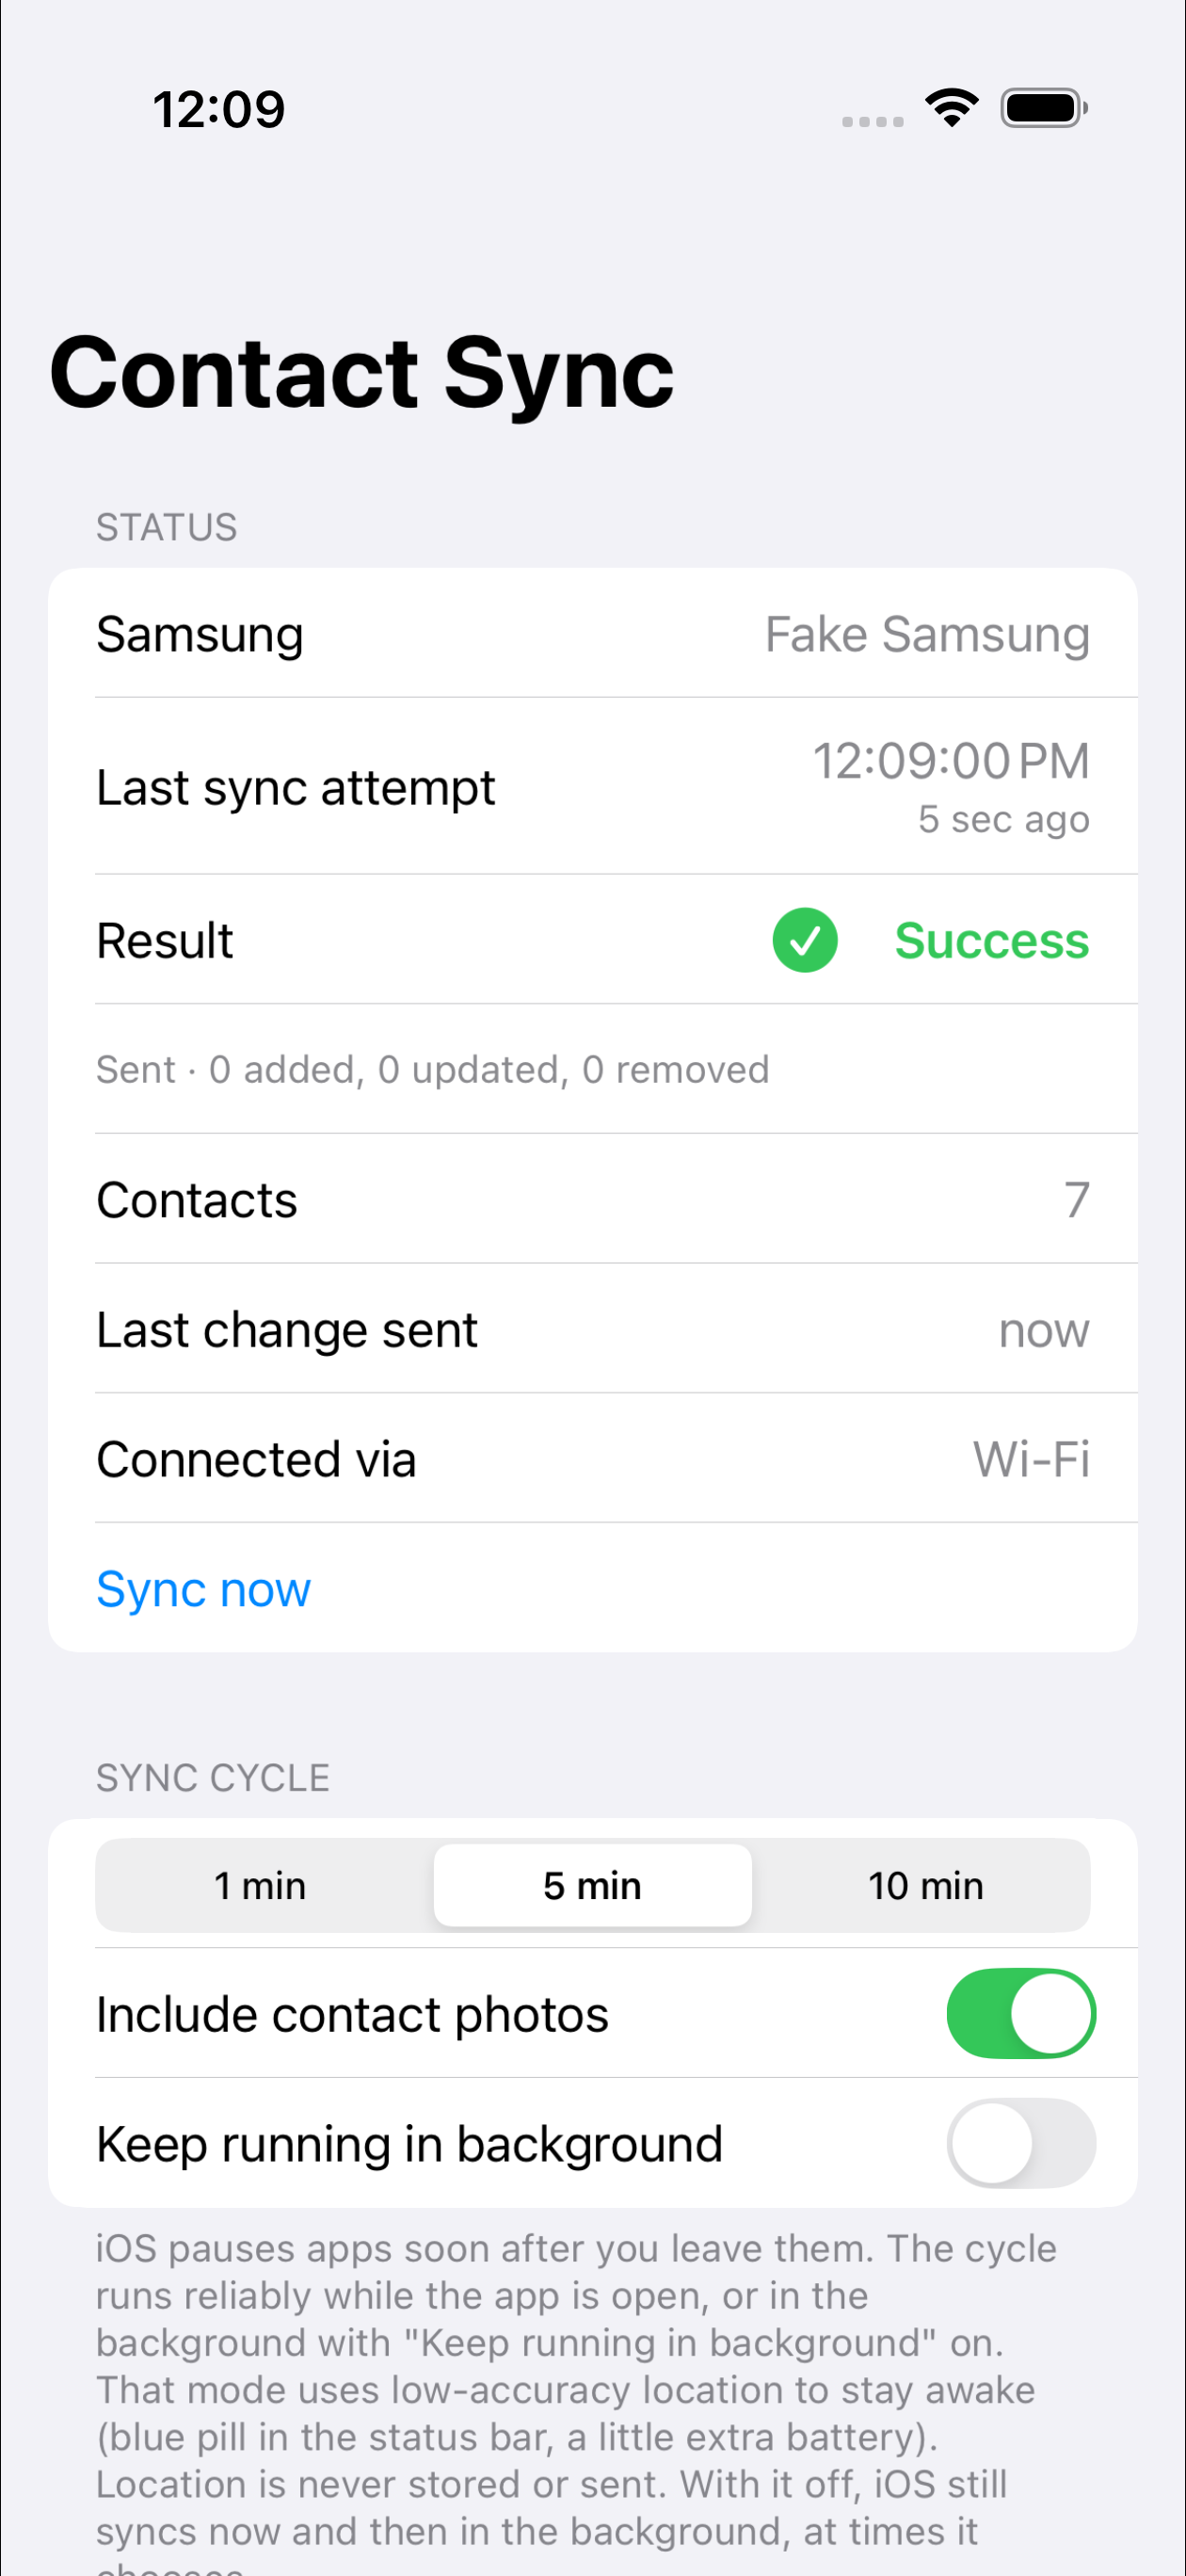 12:09
Contact Sync
STATUS
Samsung
Fake Samsung
Last sync attempt
12:09:00 PM
5 sec ago
Result
Success
Sent · 0 added, 0 updated, 0 removed
Contacts
7
Last change sent
now
Connected via
Wi-Fi
Sync now
SYNC CYCLE
1 min
5 min
10 min
Include contact photos
Keep running in background
iOS pauses apps soon after you leave them. The cycle
runs reliably while the app is open, or in the
background with "Keep running in background" on.
That mode uses low-accuracy location to stay awake
(blue pill in the status bar, a little extra battery).
Location is never stored or sent. With it off, iOS still
syncs now and then in the background, at times it